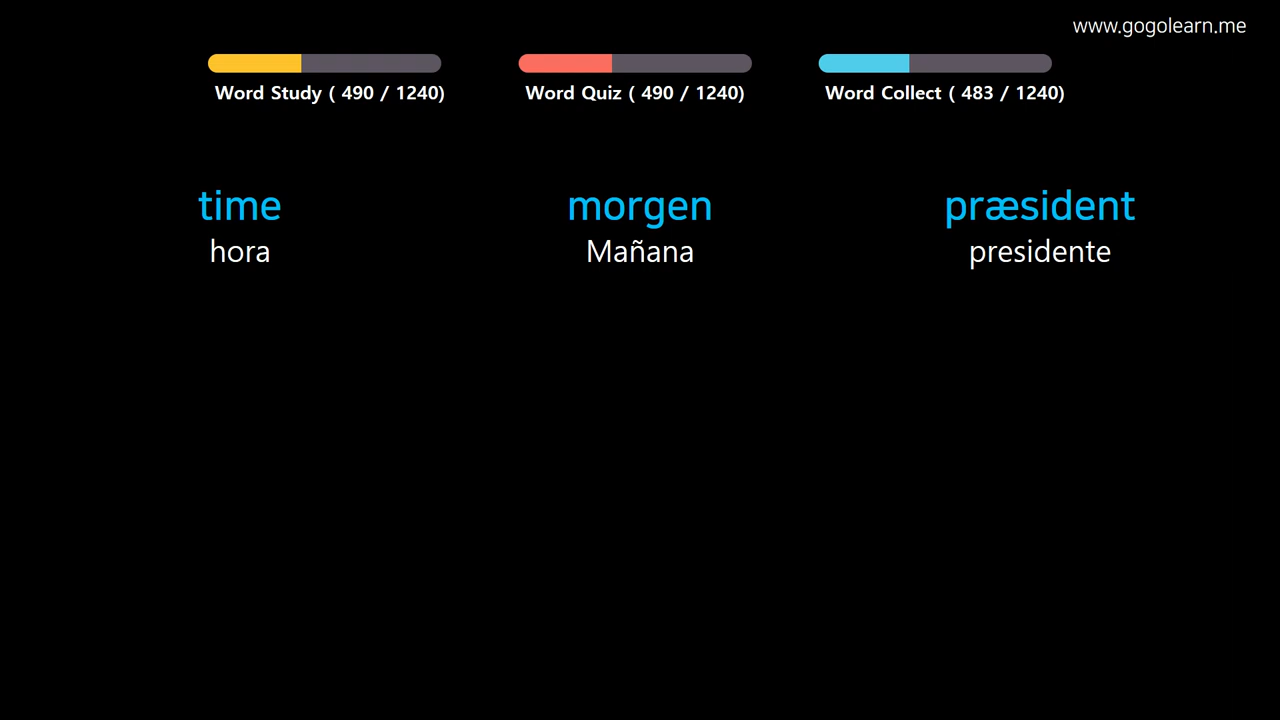 www.gogolearn.me
Word Study ( 490 / 1240)
Word Quiz ( 490 / 1240)
Word Collect ( 483 / 1240)
time
hora
morgen
Mañana
præsident
presidente